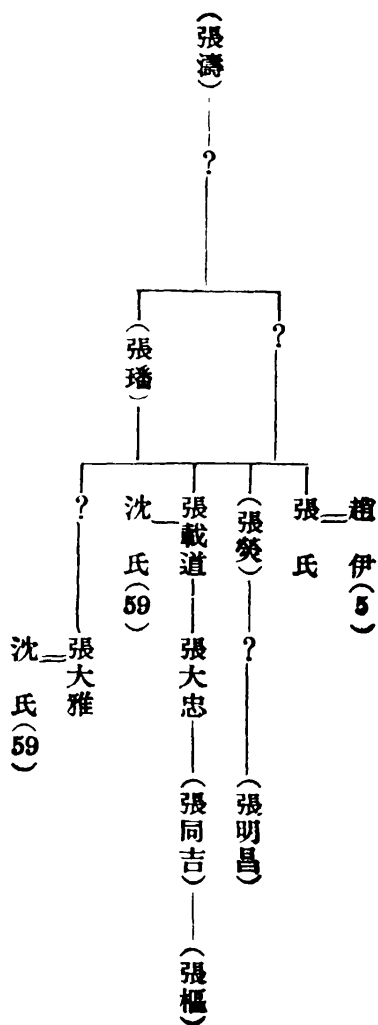 (張濤)
?
?
(張璠)
趙伊(5)
張氏
(張熒)
?
(張明昌)
張載道
沈氏(59)
張大忠
(張同吉)
(張樞)
?
張大雅
沈氏(59)